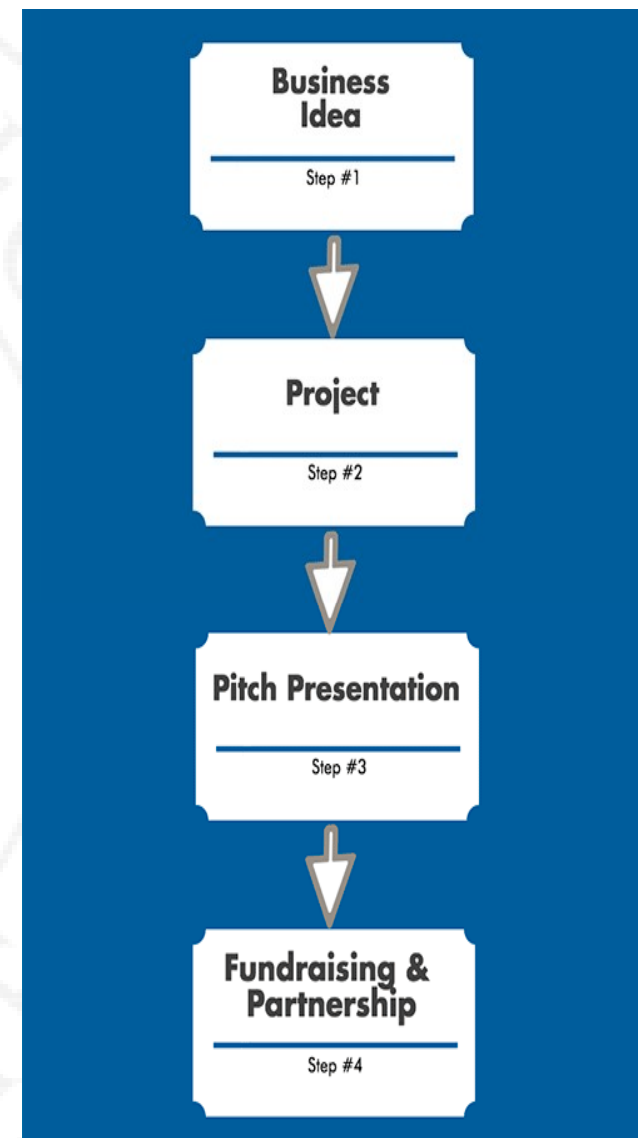 Business
Idea
Step #1
Project
Step #2
Pitch Presentation
Step #3
Fundraising &
Partnership
Step #4